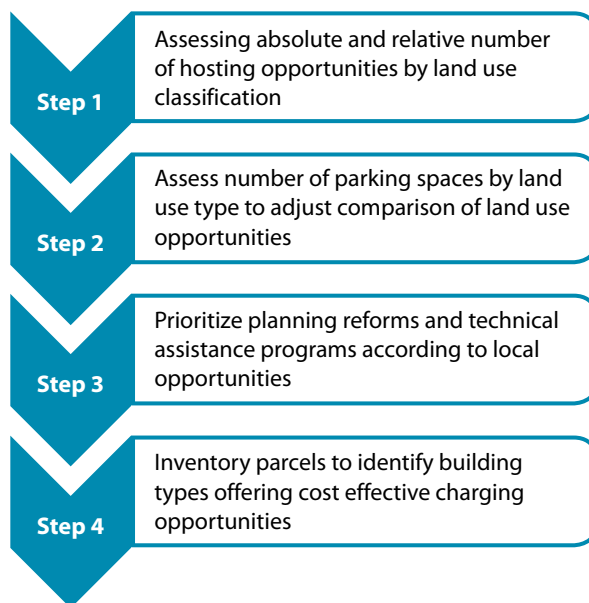 Step 1
Assessing absolute and relative number
of hosting opportunities by land use
classification
Step 2
Assess number of parking spaces by land
use type to adjust comparison of land use
opportunities
Step 3
Prioritize planning reforms and technical
assistance programs according to local
opportunities
Step 4
Inventory parcels to identify building
types offering cost effective charging
opportunities